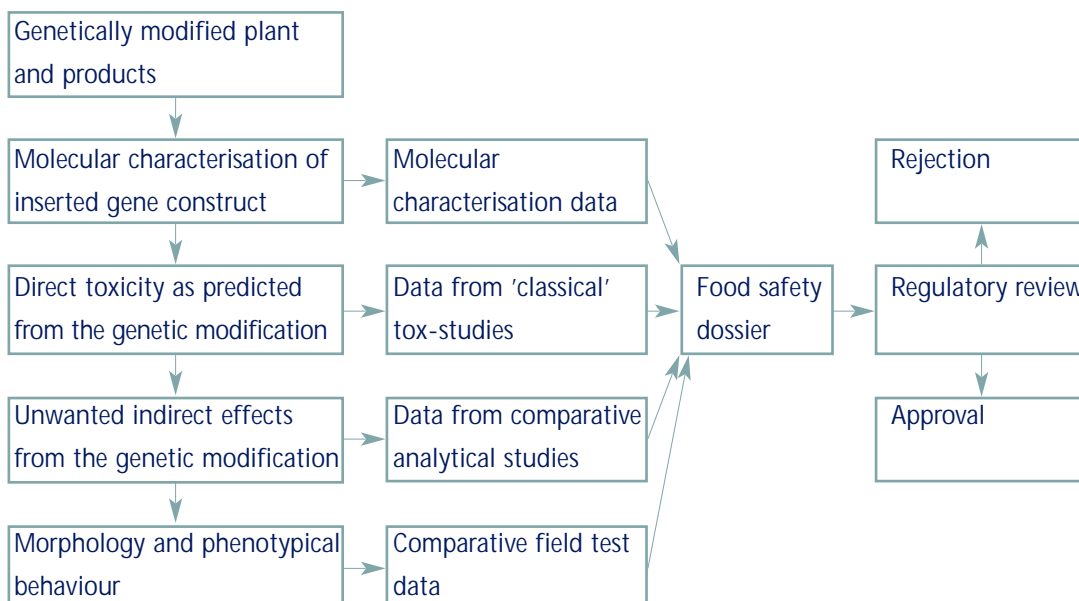 Genetically modified plant
and products
Molecular characterisation of
inserted gene construct
Molecular
characterisation data
Rejection
Direct toxicity as predicted
from the genetic modification
Data from 'classical'
tox-studies
Food safety
dossier
Regulatory review
Unwanted indirect effects
from the genetic modification
Data from comparative
analytical studies
Approval
Morphology and phenotypical
behaviour
Comparative field test
data